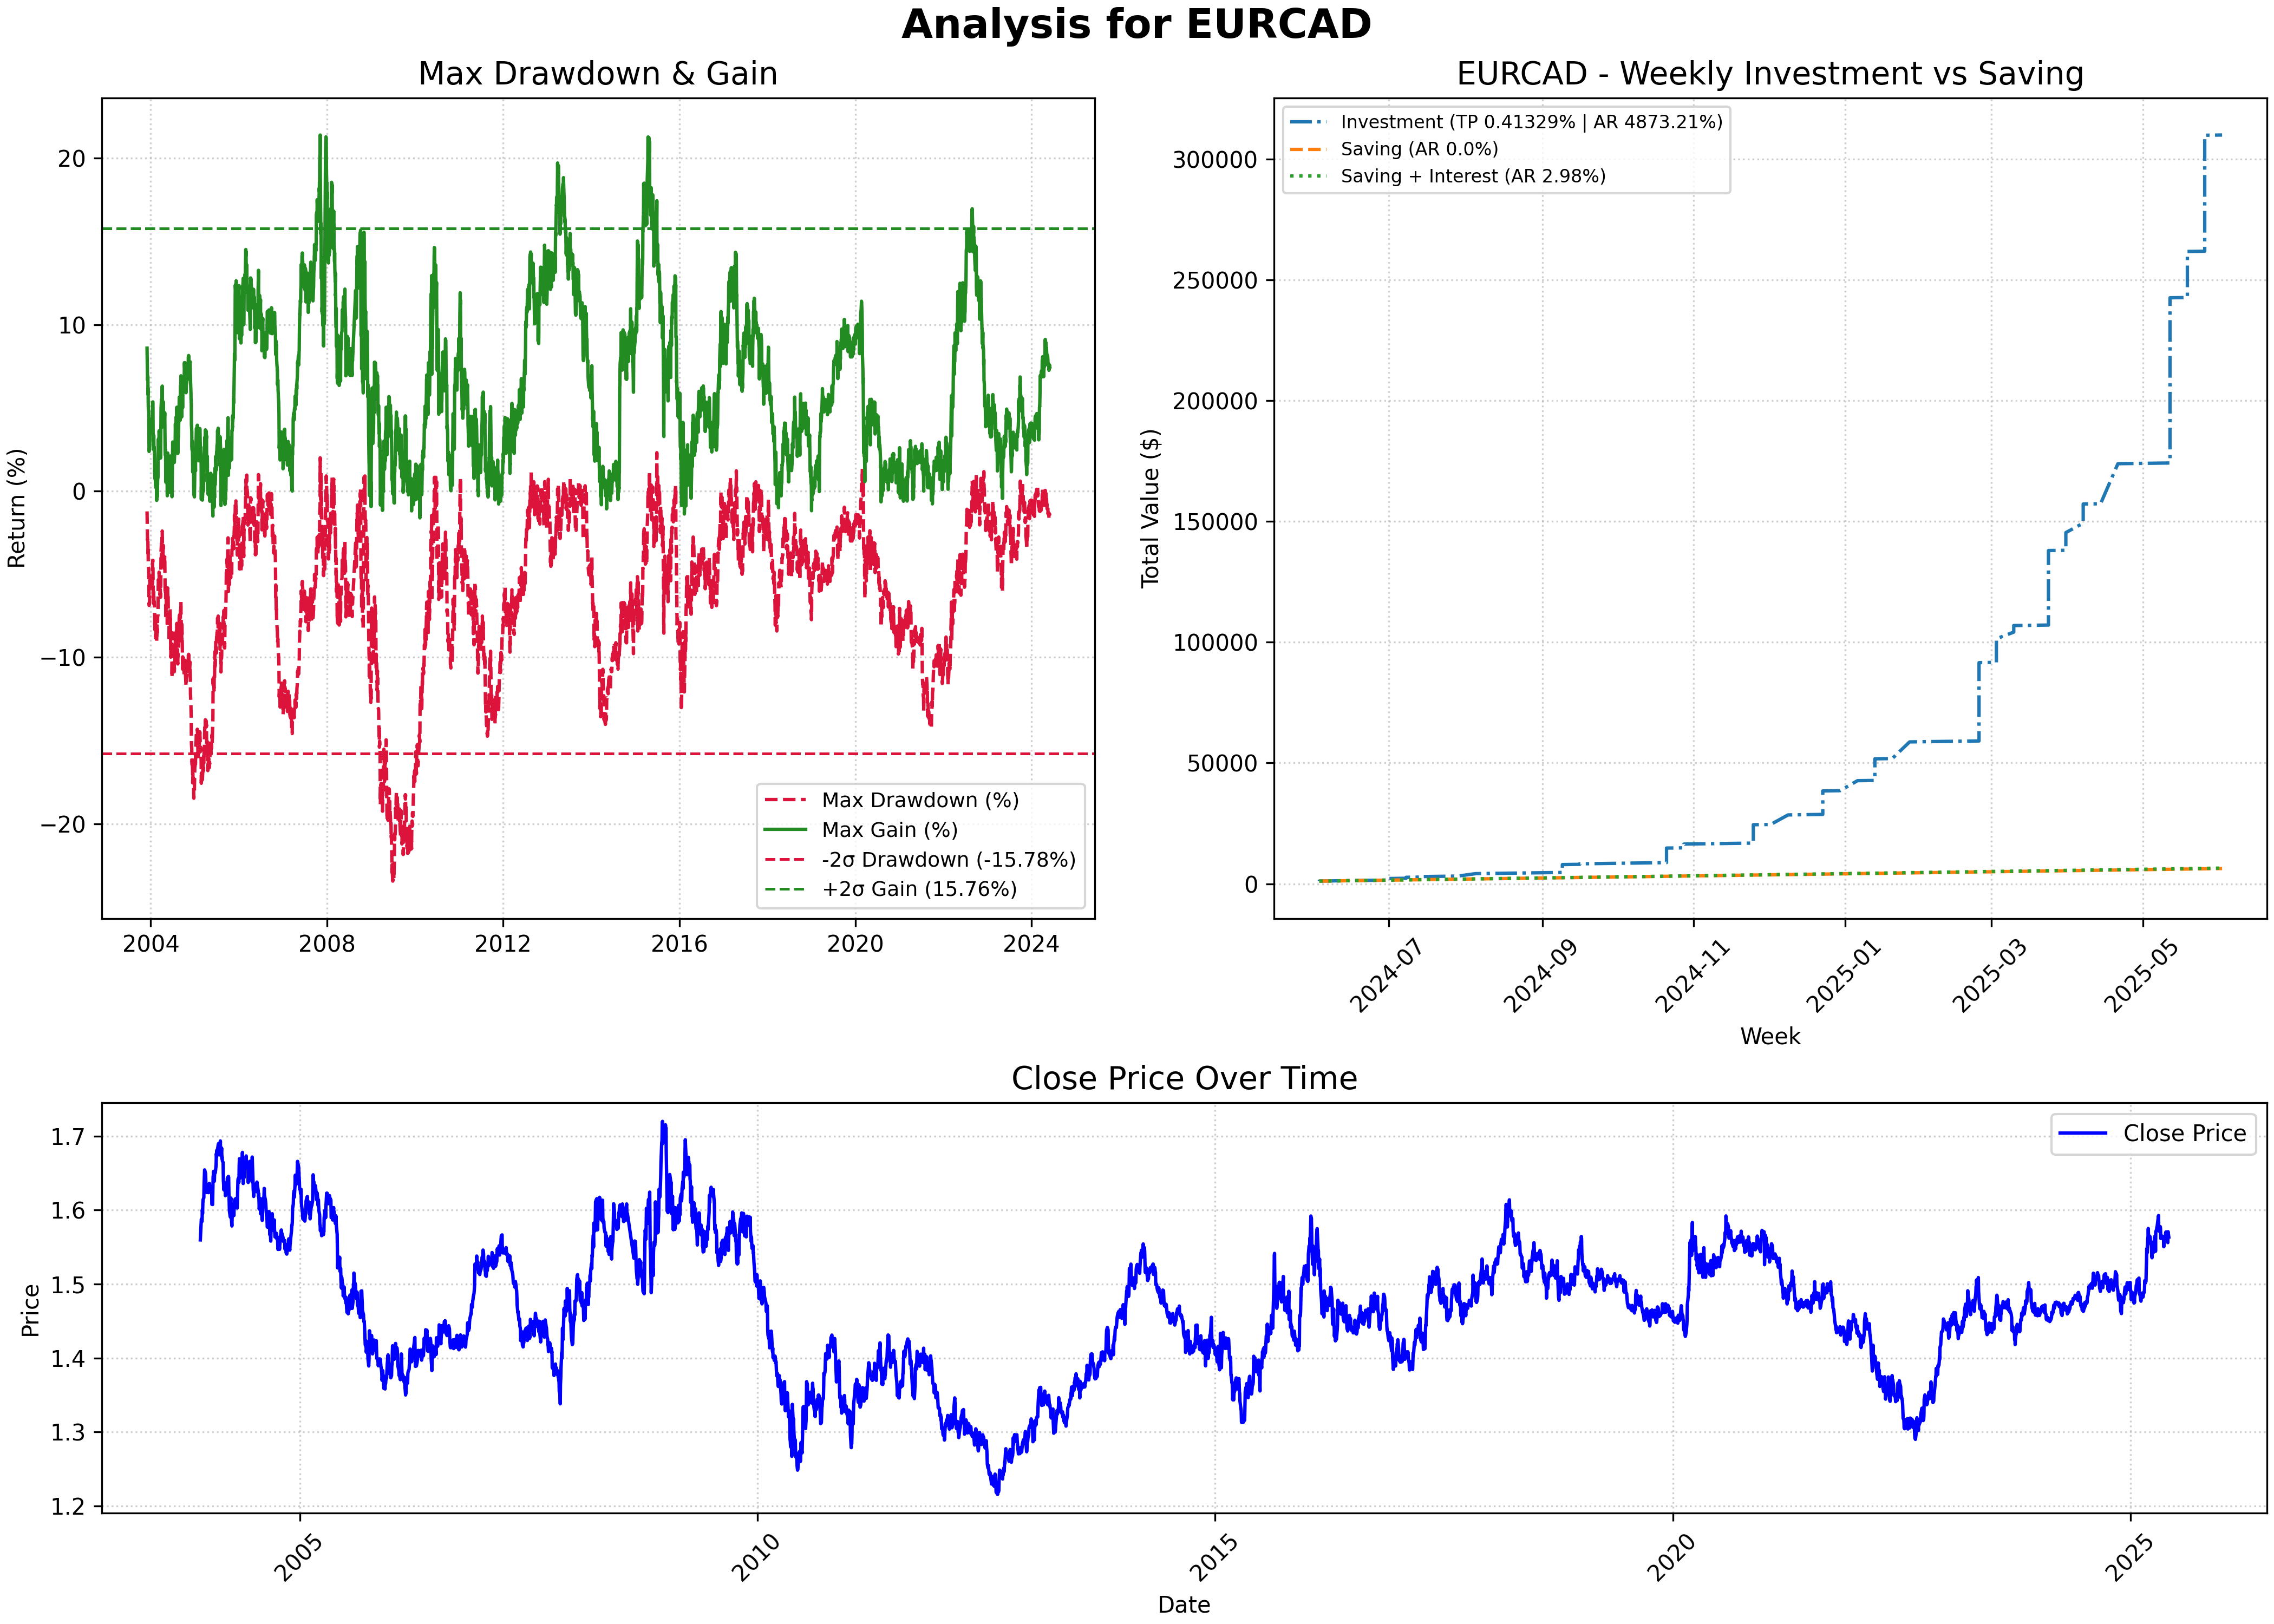 Analysis for EURCAD
Max Drawdown & Gain
Return (%)
20
10
0
−10
−20
2004
2008
2012
2016
2020
2024
Max Drawdown (%)
Max Gain (%)
-2σ Drawdown (-15.78%)
+2σ Gain (15.76%)
EURCAD - Weekly Investment vs Saving
Total Value ($)
300000
250000
200000
150000
100000
50000
0
Investment (TP 0.41329% | AR 4873.21%)
Saving (AR 0.0%)
Saving + Interest (AR 2.98%)
2024-07
2024-09
2024-11
2025-01
2025-03
2025-05
Week
Close Price Over Time
Price
1.7
1.6
1.5
1.4
1.3
1.2
Close Price
2005
2010
2015
2020
2025
Date